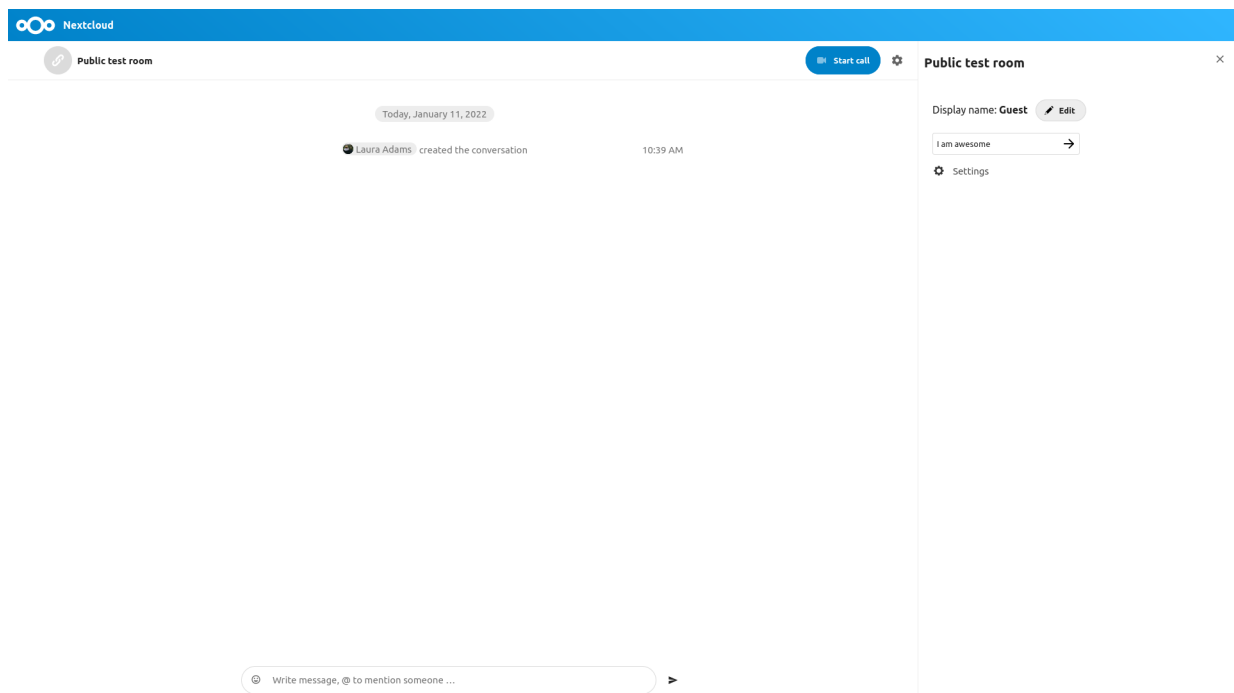 Nextcloud
Public test room
Start call
Today, January 11, 2022
Laura Adams created the conversation 10:39 AM
Write message, @ to mention someone …
Public test room
Display name: Guest Edit
I am awesome
Settings